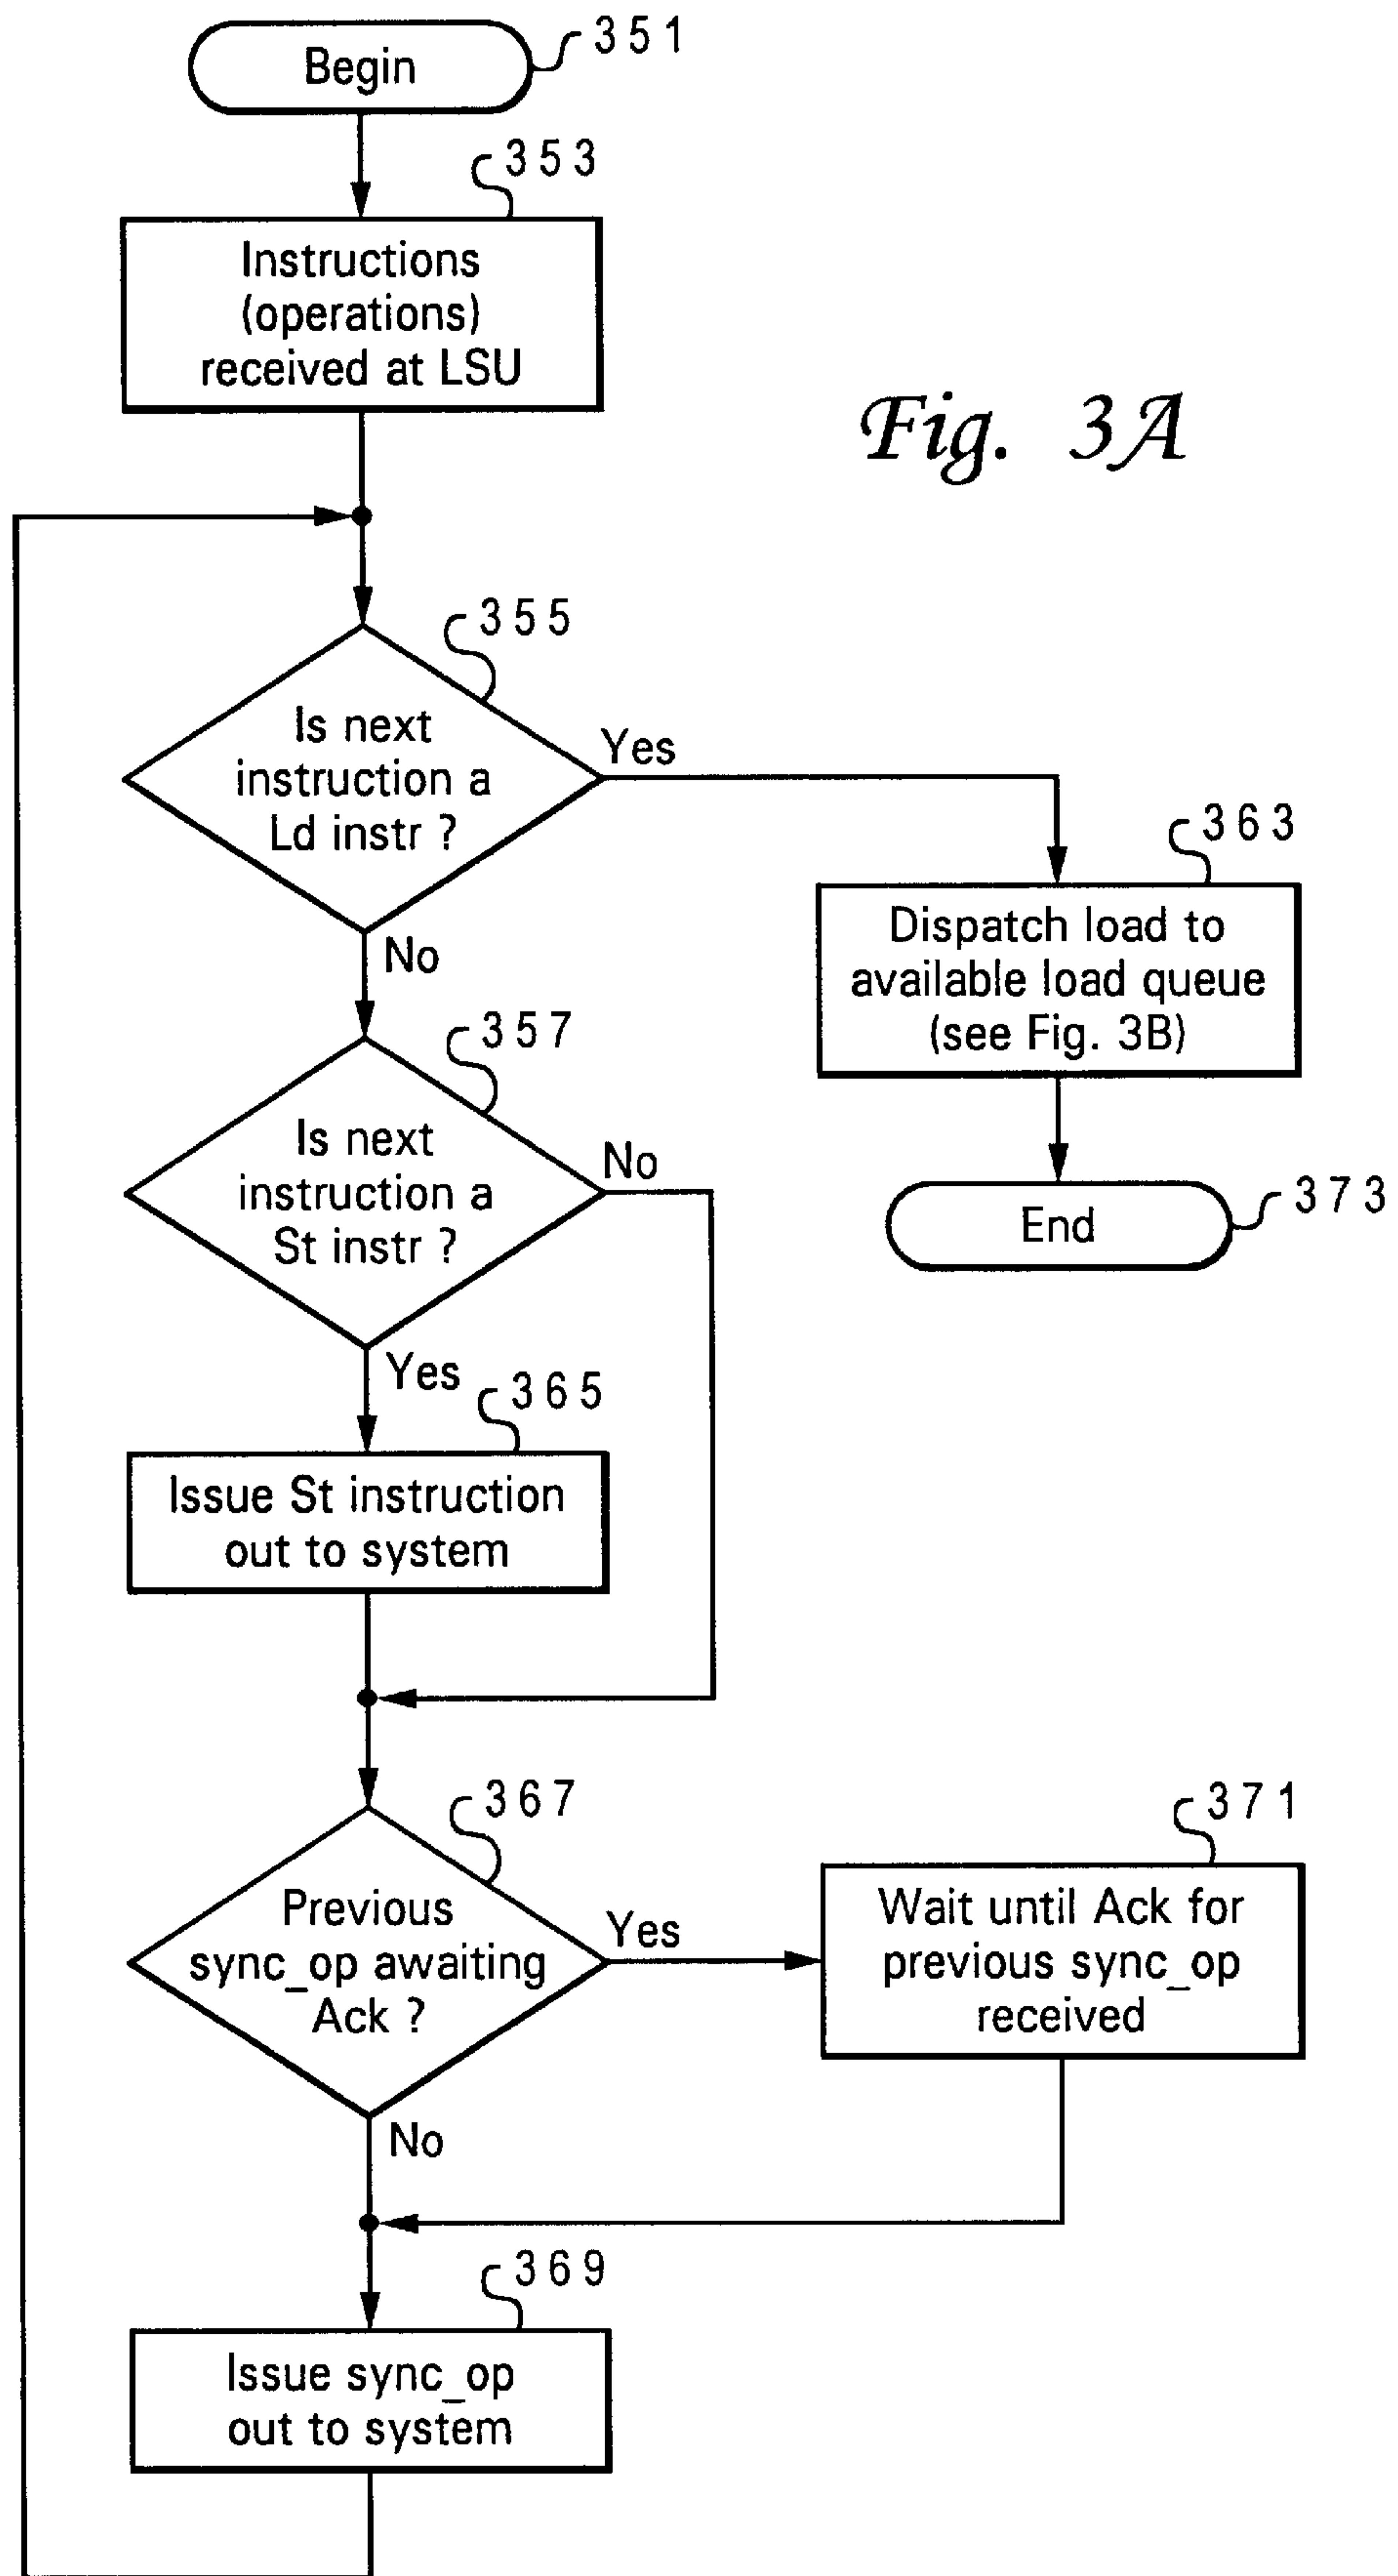 Begin
351
353
Instructions
(operations)
received at LSU
Fig. 3A
355
Is next
instruction a
Ld instr ?
Yes
No
363
Dispatch load to
available load queue
(see Fig. 3B)
357
Is next
instruction a
St instr ?
No
Yes
End
373
365
Issue St instruction
out to system
367
Previous
sync_op awaiting
Ack ?
Yes
No
371
Wait until Ack for
previous sync_op
received
369
Issue sync_op
out to system